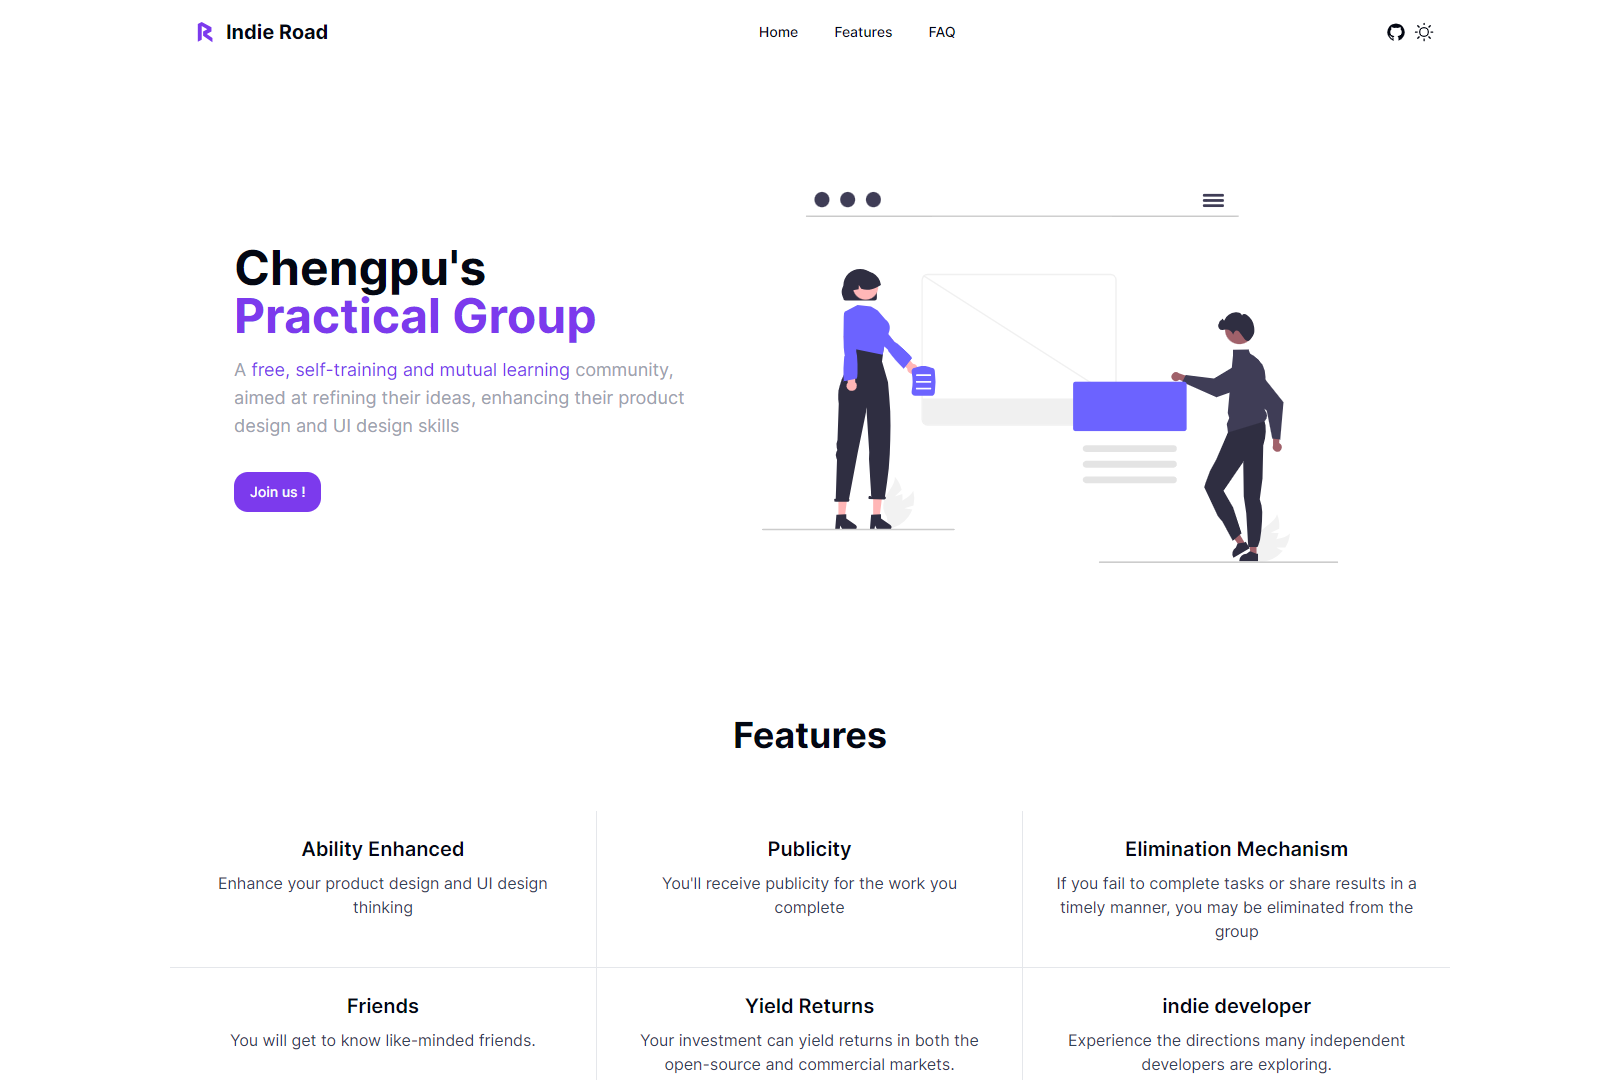 Indie Road
Home
Features
FAQ
Chengpu's
Practical Group
A free, self-training and mutual learning community,
aimed at refining their ideas, enhancing their product
design and UI design skills
Join us !
Features
Ability Enhanced
Enhance your product design and UI design
thinking
Publicity
You'll receive publicity for the work you
complete
Elimination Mechanism
If you fail to complete tasks or share results in a
timely manner, you may be eliminated from the
group
Friends
You will get to know like-minded friends.
Yield Returns
Your investment can yield returns in both the
open-source and commercial markets.
indie developer
Experience the directions many independent
developers are exploring.